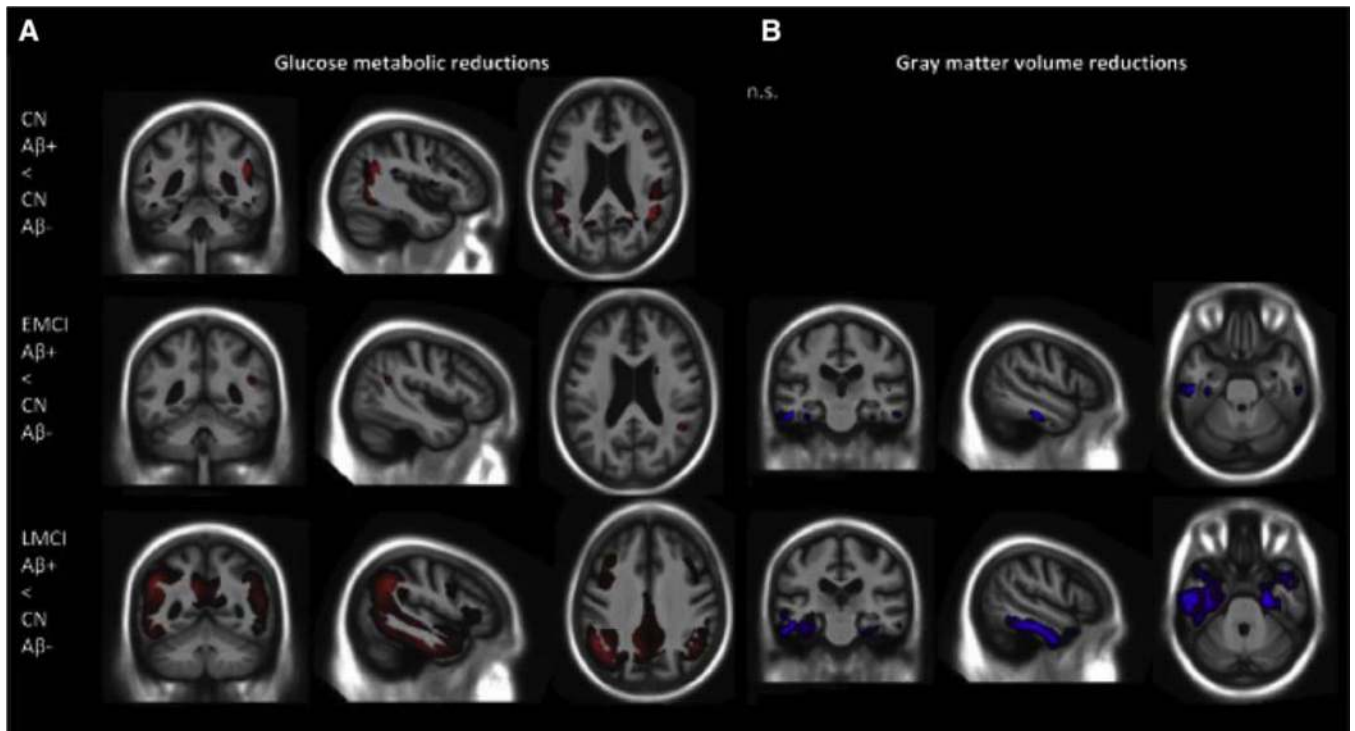 A
B
Glucose metabolic reductions
Gray matter volume reductions
n.s.
CN
Aβ+
<
CN
Aβ-
EMCI
Aβ+
<
CN
Aβ-
LMCI
Aβ+
<
CN
Aβ-